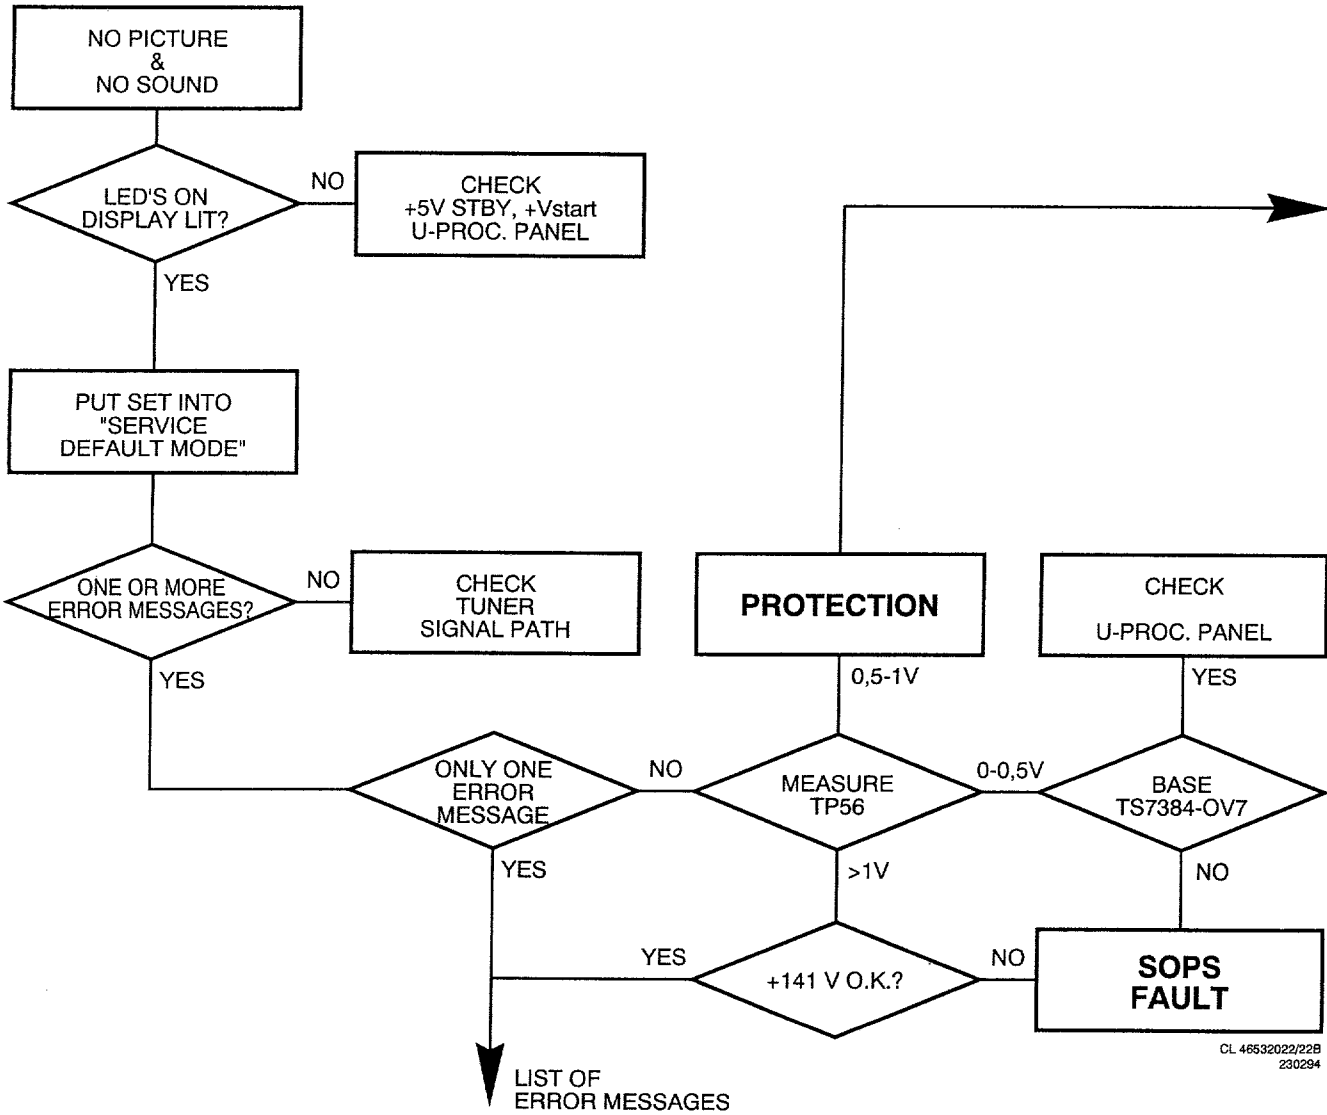 NO PICTURE
&
NO SOUND
LED'S ON
DISPLAY LIT?
NO
CHECK
+5V STBY, +Vstart
U-PROC. PANEL
YES
PUT SET INTO
"SERVICE
DEFAULT MODE"
ONE OR MORE
ERROR MESSAGES?
NO
CHECK
TUNER
SIGNAL PATH
YES
PROTECTION
CHECK
U-PROC. PANEL
0,5-1V
YES
ONLY ONE
ERROR
MESSAGE
NO
MEASURE
TP56
0-0,5V
BASE
TS7384-OV7
YES
>1V
NO
YES
+141 V O.K.?
NO
SOPS
FAULT
CL 46532022/22B
230294
LIST OF
ERROR MESSAGES